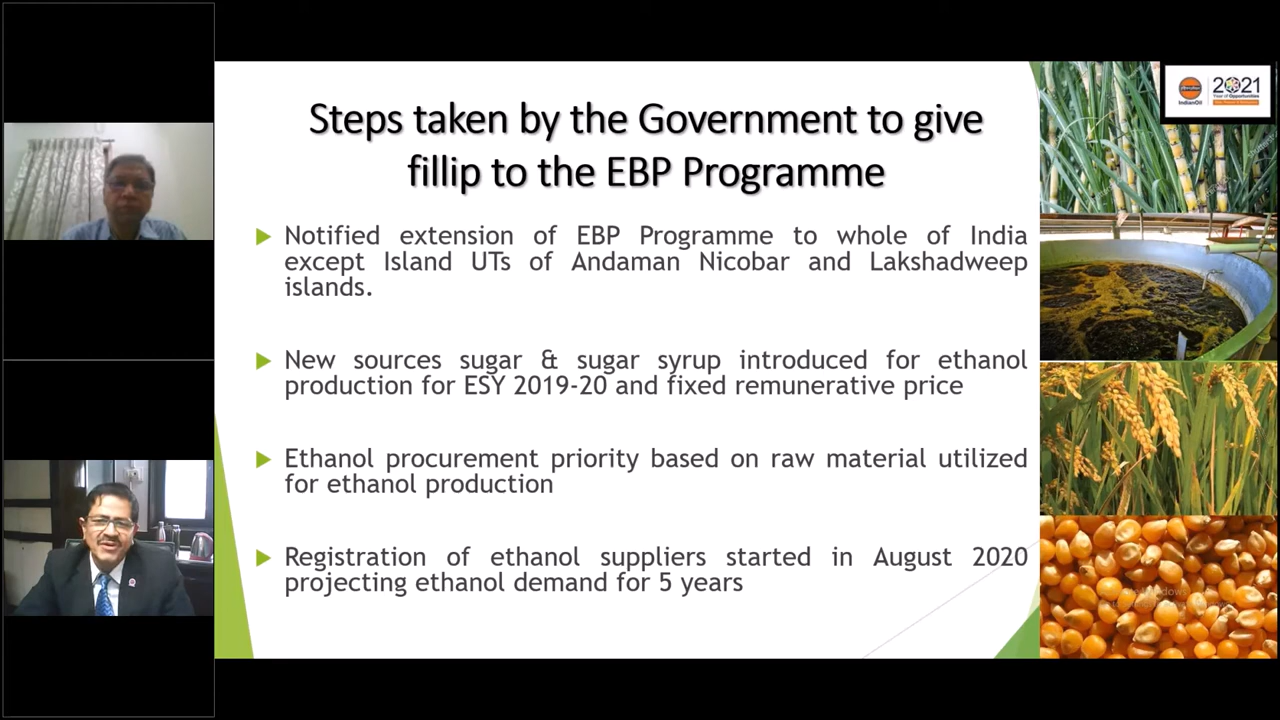 Steps taken by the Government to give
fillip to the EBP Programme
Notified extension of EBP Programme to whole of India
except Island UTs of Andaman Nicobar and Lakshadweep
islands.
New sources sugar & sugar syrup introduced for ethanol
production for ESY 2019-20 and fixed remunerative price
Ethanol procurement priority based on raw material utilized
for ethanol production
Registration of ethanol suppliers started in August 2020
projecting ethanol demand for 5 years
IndianOil
2021
Year of Opportunities